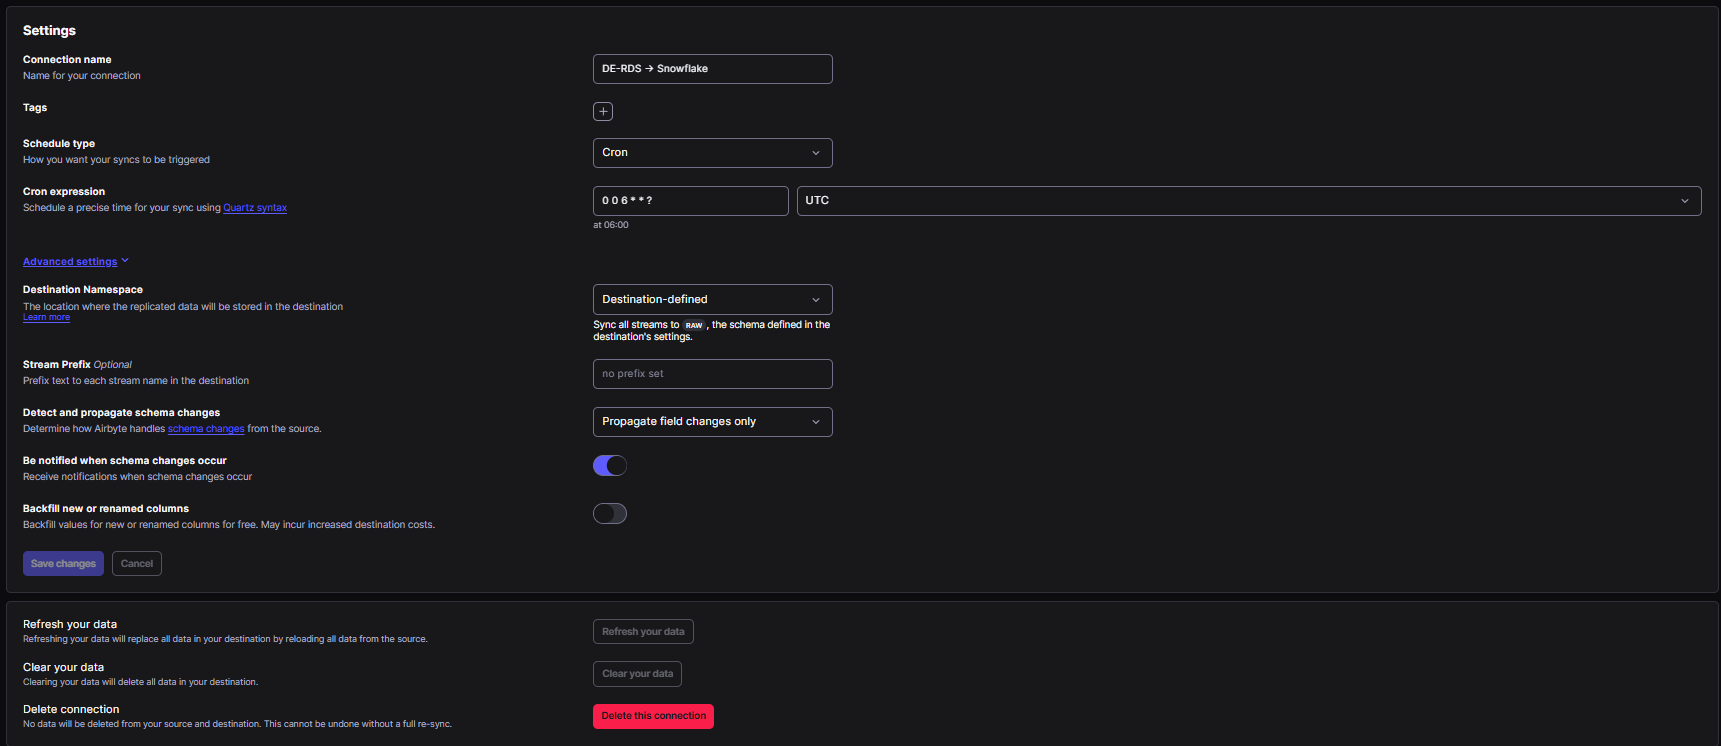 Settings
Connection name
Name for your connection
DE-RDS → Snowflake
Tags
+
Schedule type
How you want your syncs to be triggered
Cron
Cron expression
Schedule a precise time for your sync using Quartz syntax
0 0 6 * * ?
UTC
at 06:00
Advanced settings
Destination Namespace
The location where the replicated data will be stored in the destination
Learn more
Destination-defined
Sync all streams to RAW, the schema defined in the
destination's settings.
Stream Prefix Optional
Prefix text to each stream name in the destination
no prefix set
Detect and propagate schema changes
Determine how Airbyte handles schema changes from the source.
Propagate field changes only
Be notified when schema changes occur
Receive notifications when schema changes occur
Backfill new or renamed columns
Backfill values for new or renamed columns for free. May incur increased destination costs.
Save changes
Cancel
Refresh your data
Refreshing your data will replace all data in your destination by reloading all data from the source.
Refresh your data
Clear your data
Clearing your data will delete all data in your destination.
Clear your data
Delete connection
No data will be deleted from your source and destination. This cannot be undone without a full re-sync.
Delete this connection